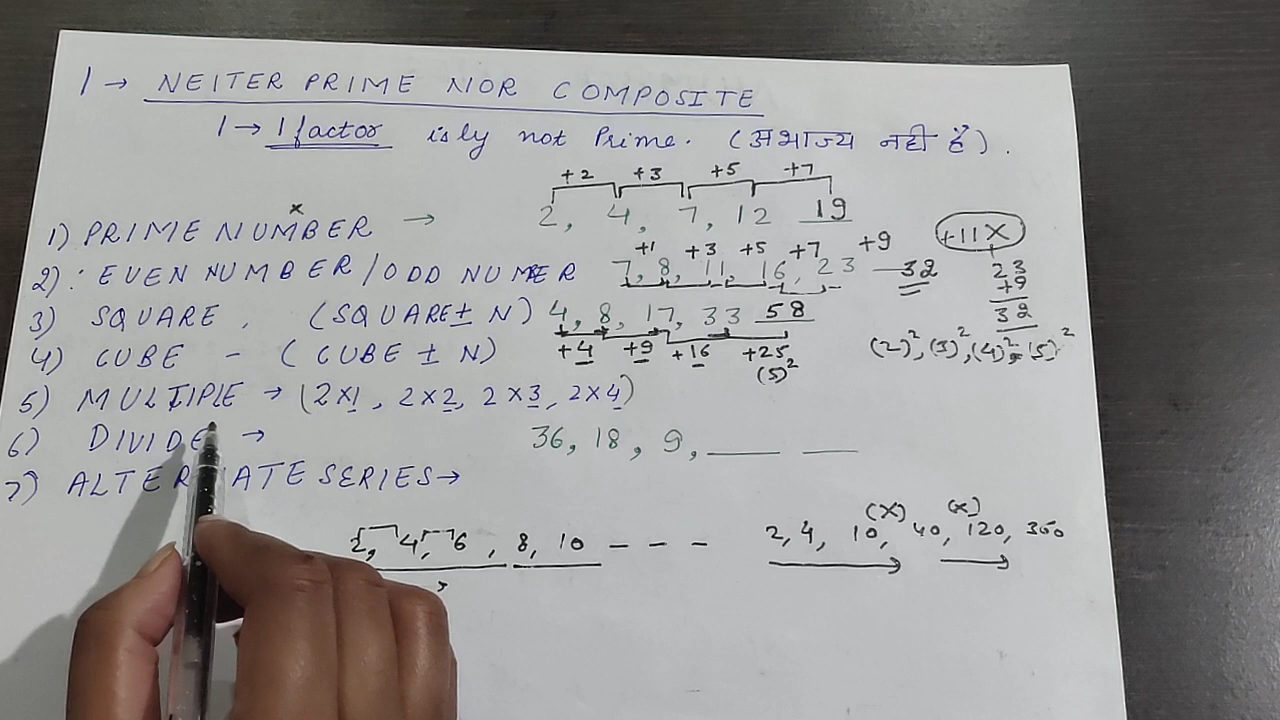 1 → NEITER PRIME NOR COMPOSITE
1 → 1 factor is ly not Prime. (अभाज्य नहीं है).
+2 +3 +5 +7
1) PRIME NUMBER → 2, 4, 7, 12 19
x
+1 +3 +5 +7 +9 +11X
2): EVEN NUMBER / ODD NUMBER 7, 8, 11, 16, 23 32
23
+9
32
3) SQUARE, (SQUARE ± N) 4, 8, 17, 33 58
+4 +9 +16 +25
(5)²
(2)², (3)², (4)², (5)²
4) CUBE - (CUBE ± N)
5) MULTIPLE → (2×1, 2×2, 2×3, 2×4)
6) DIVIDE → 36, 18, 9,
7) ALTER ATE SERIES →
2, 4, 6, 8, 10 - - -
(X) (x)
2, 4, 10, 40, 120, 360